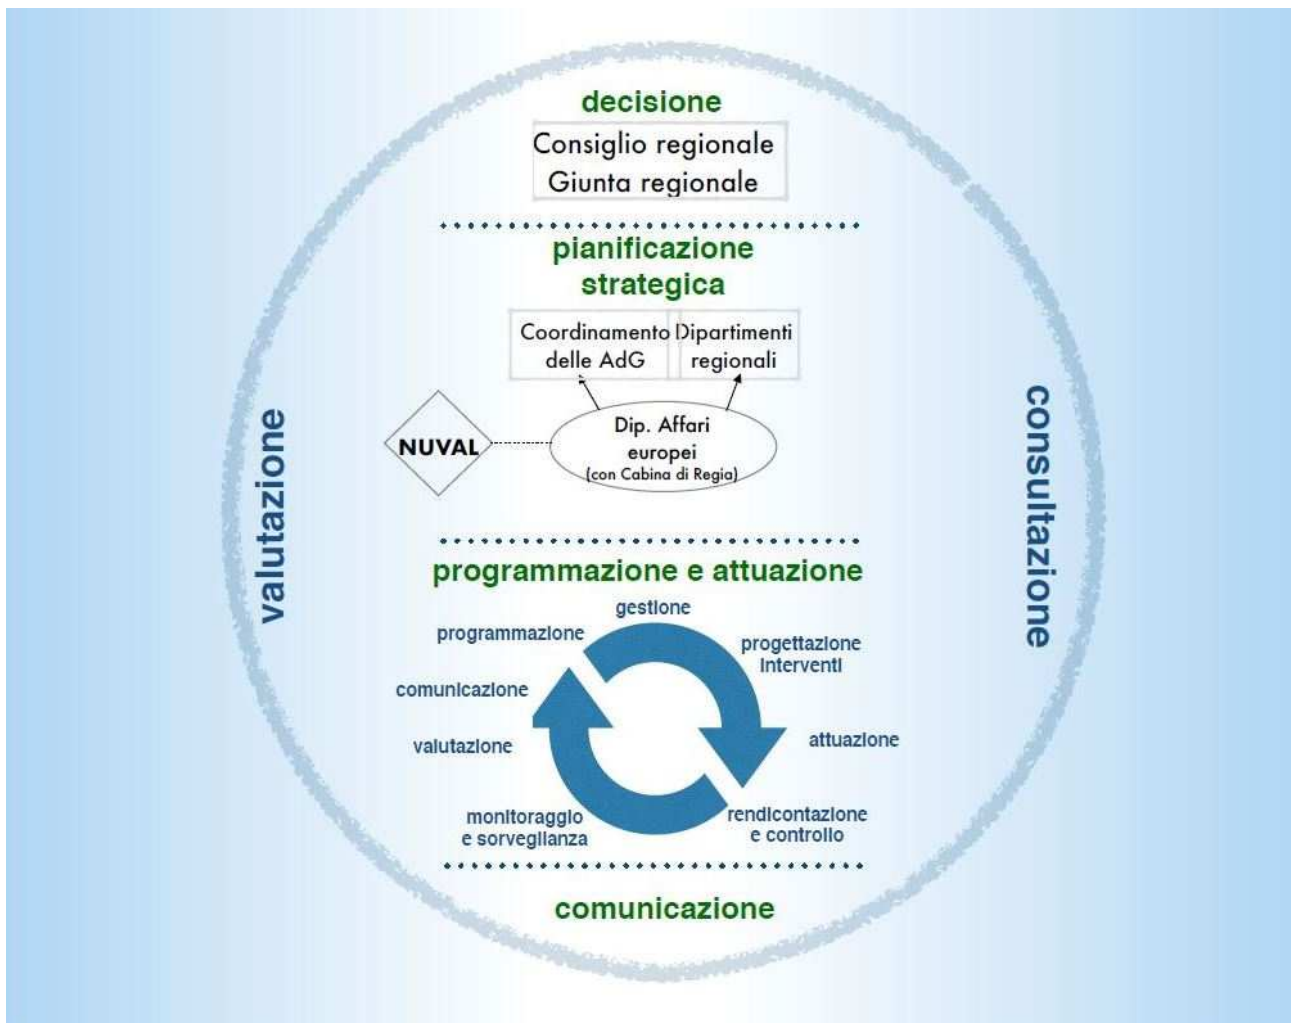 decisione
Consiglio regionale
Giunta regionale
pianificazione
strategica
Coordinamento
delle AdG
Dipartimenti
regionali
NUVAL
Dip. Affari
europei
(con Cabina di Regia)
valutazione
consultazione
programmazione e attuazione
gestione
programmazione
progettazione
interventi
comunicazione
valutazione
attuazione
monitoraggio
e sorveglianza
rendicontazione
e controllo
comunicazione